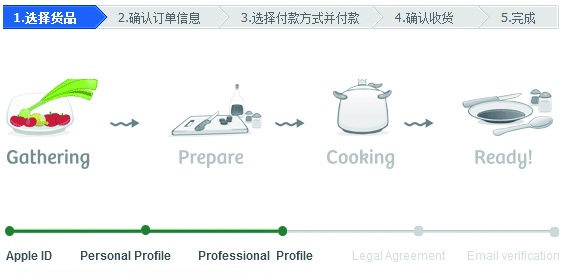 1.选择货品 2.确认订单信息 3.选择付款方式并付款 4.确认收货 5.完成
Gathering Prepare Cooking Ready!
Apple ID Personal Profile Professional Profile Legal Agreement Email verification